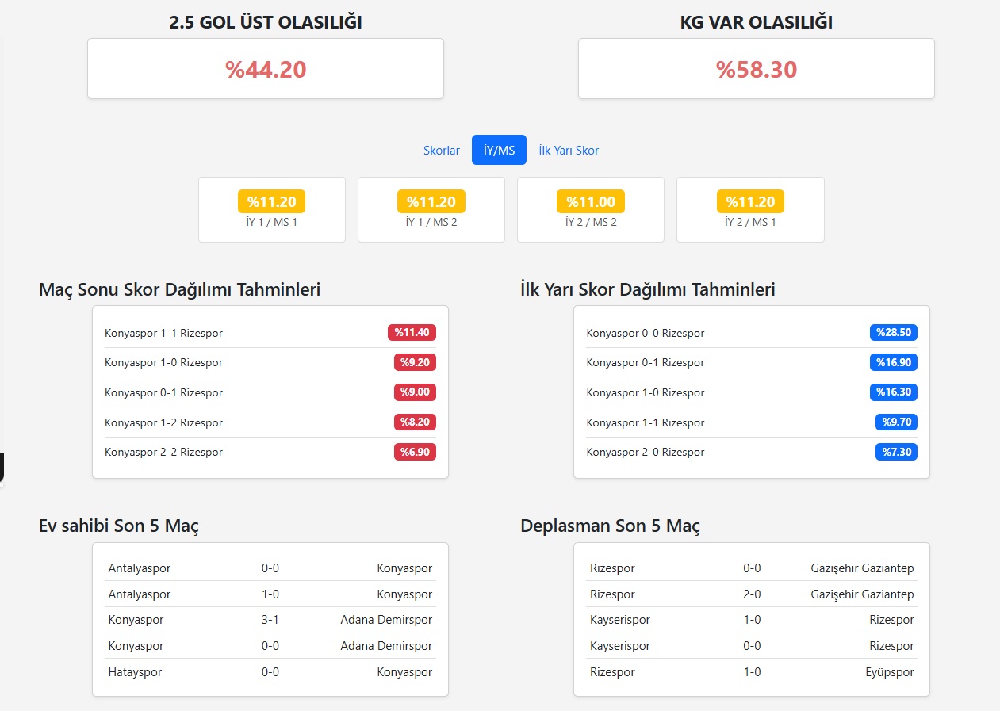 2.5 GOL ÜST OLASILIĞI
%44.20
KG VAR OLASILIĞI
%58.30
Skorlar İY/MS İlk Yarı Skor
%11.20 %11.20 %11.00 %11.20
İY 1 / MS 1 İY 1 / MS 2 İY 2 / MS 2 İY 2 / MS 1
Maç Sonu Skor Dağılımı Tahminleri
Konyaspor 1-1 Rizespor %11.40
Konyaspor 1-0 Rizespor %9.20
Konyaspor 0-1 Rizespor %9.00
Konyaspor 1-2 Rizespor %8.20
Konyaspor 2-2 Rizespor %6.90
İlk Yarı Skor Dağılımı Tahminleri
Konyaspor 0-0 Rizespor %28.50
Konyaspor 0-1 Rizespor %16.90
Konyaspor 1-0 Rizespor %16.30
Konyaspor 1-1 Rizespor %9.70
Konyaspor 2-0 Rizespor %7.30
Ev sahibi Son 5 Maç
Antalyaspor 0-0 Konyaspor
Antalyaspor 1-0 Konyaspor
Konyaspor 3-1 Adana Demirspor
Konyaspor 0-0 Adana Demirspor
Hatayspor 0-0 Konyaspor
Deplasman Son 5 Maç
Rizespor 0-0 Gazişehir Gaziantep
Rizespor 2-0 Gazişehir Gaziantep
Kayserispor 1-0 Rizespor
Kayserispor 0-0 Rizespor
Rizespor 1-0 Eyüpspor